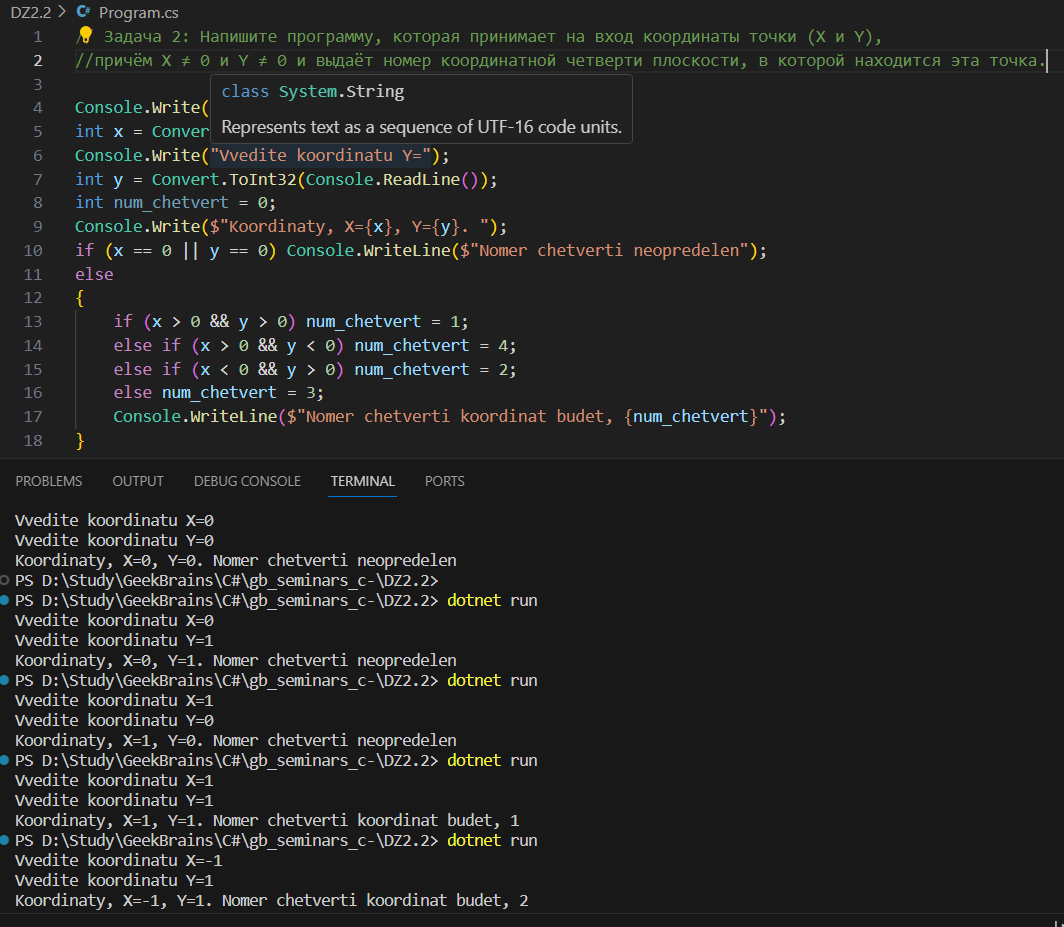 DZ2.2 > C# Program.cs
1 / Задача 2: Напишите программу, которая принимает на вход координаты точки (X и Y),
2 //причём X ≠ 0 и Y ≠ 0 и выдаёт номер координатной четверти плоскости, в которой находится эта точка.
3
class System.String
4 Console.Write(
5 int x = Conver
Represents text as a sequence of UTF-16 code units.
6 Console.Write("Vvedite koordinatu Y=");
7 int y = Convert.ToInt32(Console.ReadLine());
8 int num_chetvert = 0;
9 Console.Write($"Koordinaty, X={x}, Y={y}. ");
10 if (x == 0 || y == 0) Console.WriteLine($"Nomer chetverti neopredelen");
11 else
12 {
13 if (x > 0 && y > 0) num_chetvert = 1;
14 else if (x > 0 && y < 0) num_chetvert = 4;
15 else if (x < 0 && y > 0) num_chetvert = 2;
16 else num_chetvert = 3;
17 Console.WriteLine($"Nomer chetverti koordinat budet, {num_chetvert}");
18 }
PROBLEMS OUTPUT DEBUG CONSOLE TERMINAL PORTS
Vvedite koordinatu X=0
Vvedite koordinatu Y=0
Koordinaty, X=0, Y=0. Nomer chetverti neopredelen
PS D:\Study\GeekBrains\C#\gb_seminars_c-\DZ2.2>
PS D:\Study\GeekBrains\C#\gb_seminars_c-\DZ2.2> dotnet run
Vvedite koordinatu X=0
Vvedite koordinatu Y=1
Koordinaty, X=0, Y=1. Nomer chetverti neopredelen
PS D:\Study\GeekBrains\C#\gb_seminars_c-\DZ2.2> dotnet run
Vvedite koordinatu X=1
Vvedite koordinatu Y=0
Koordinaty, X=1, Y=0. Nomer chetverti neopredelen
PS D:\Study\GeekBrains\C#\gb_seminars_c-\DZ2.2> dotnet run
Vvedite koordinatu X=1
Vvedite koordinatu Y=1
Koordinaty, X=1, Y=1. Nomer chetverti koordinat budet, 1
PS D:\Study\GeekBrains\C#\gb_seminars_c-\DZ2.2> dotnet run
Vvedite koordinatu X=-1
Vvedite koordinatu Y=1
Koordinaty, X=-1, Y=1. Nomer chetverti koordinat budet, 2